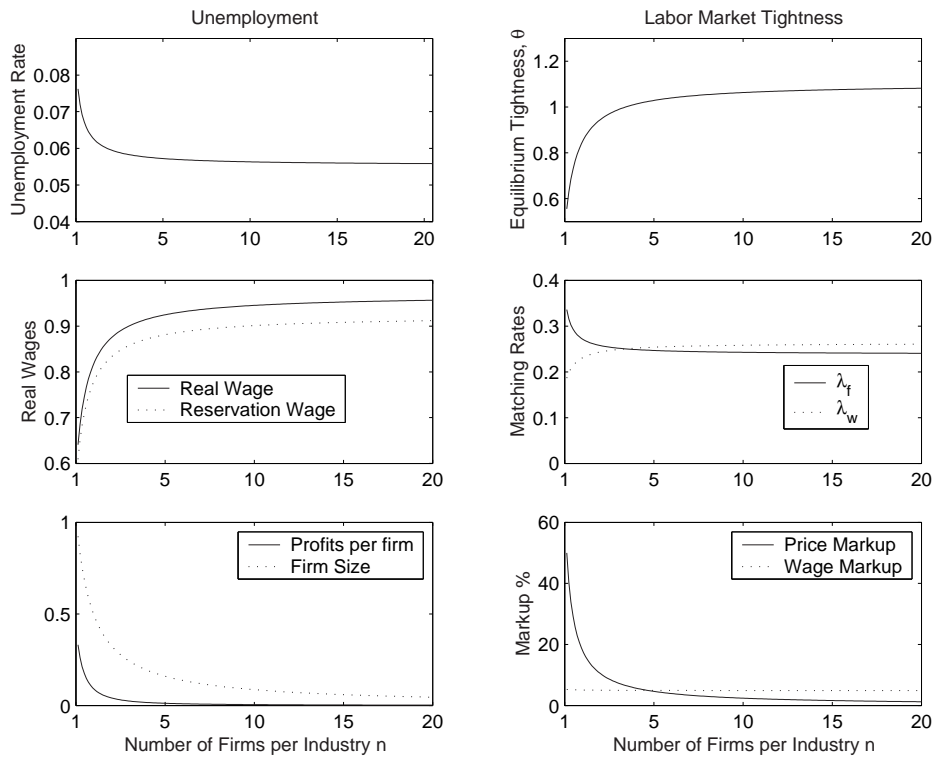 Unemployment
Unemployment Rate
0.09
0.08
0.07
0.06
0.05
0.04
1 5 10 15 20
Labor Market Tightness
Equilibrium Tightness, θ
1.2
1
0.8
0.6
1 5 10 15 20
Real Wages
1
0.9
0.8
0.7
0.6
Real Wage
Reservation Wage
1 5 10 15 20
Matching Rates
0.4
0.3
0.2
0.1
0
λf
λw
1 5 10 15 20
1
0.5
0
Profits per firm
Firm Size
1 5 10 15 20
Number of Firms per Industry n
Markup %
60
40
20
0
Price Markup
Wage Markup
1 5 10 15 20
Number of Firms per Industry n